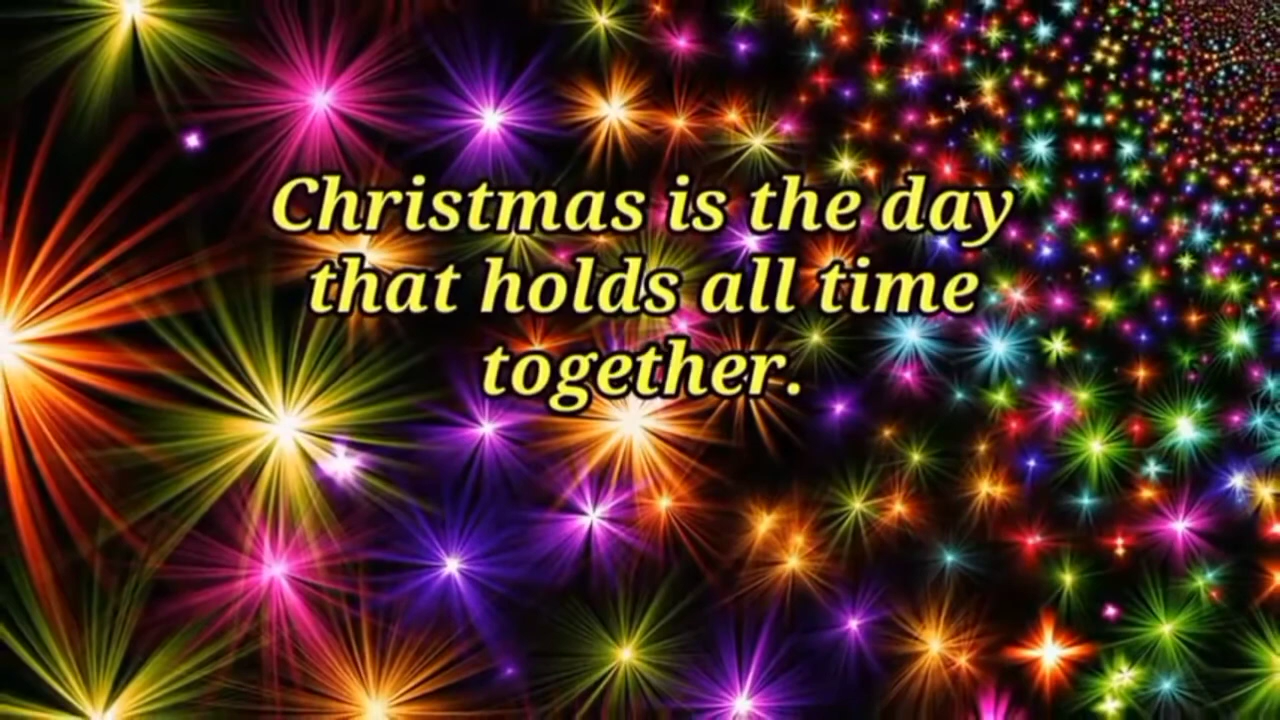 Christmas is the day
that holds all time
together.